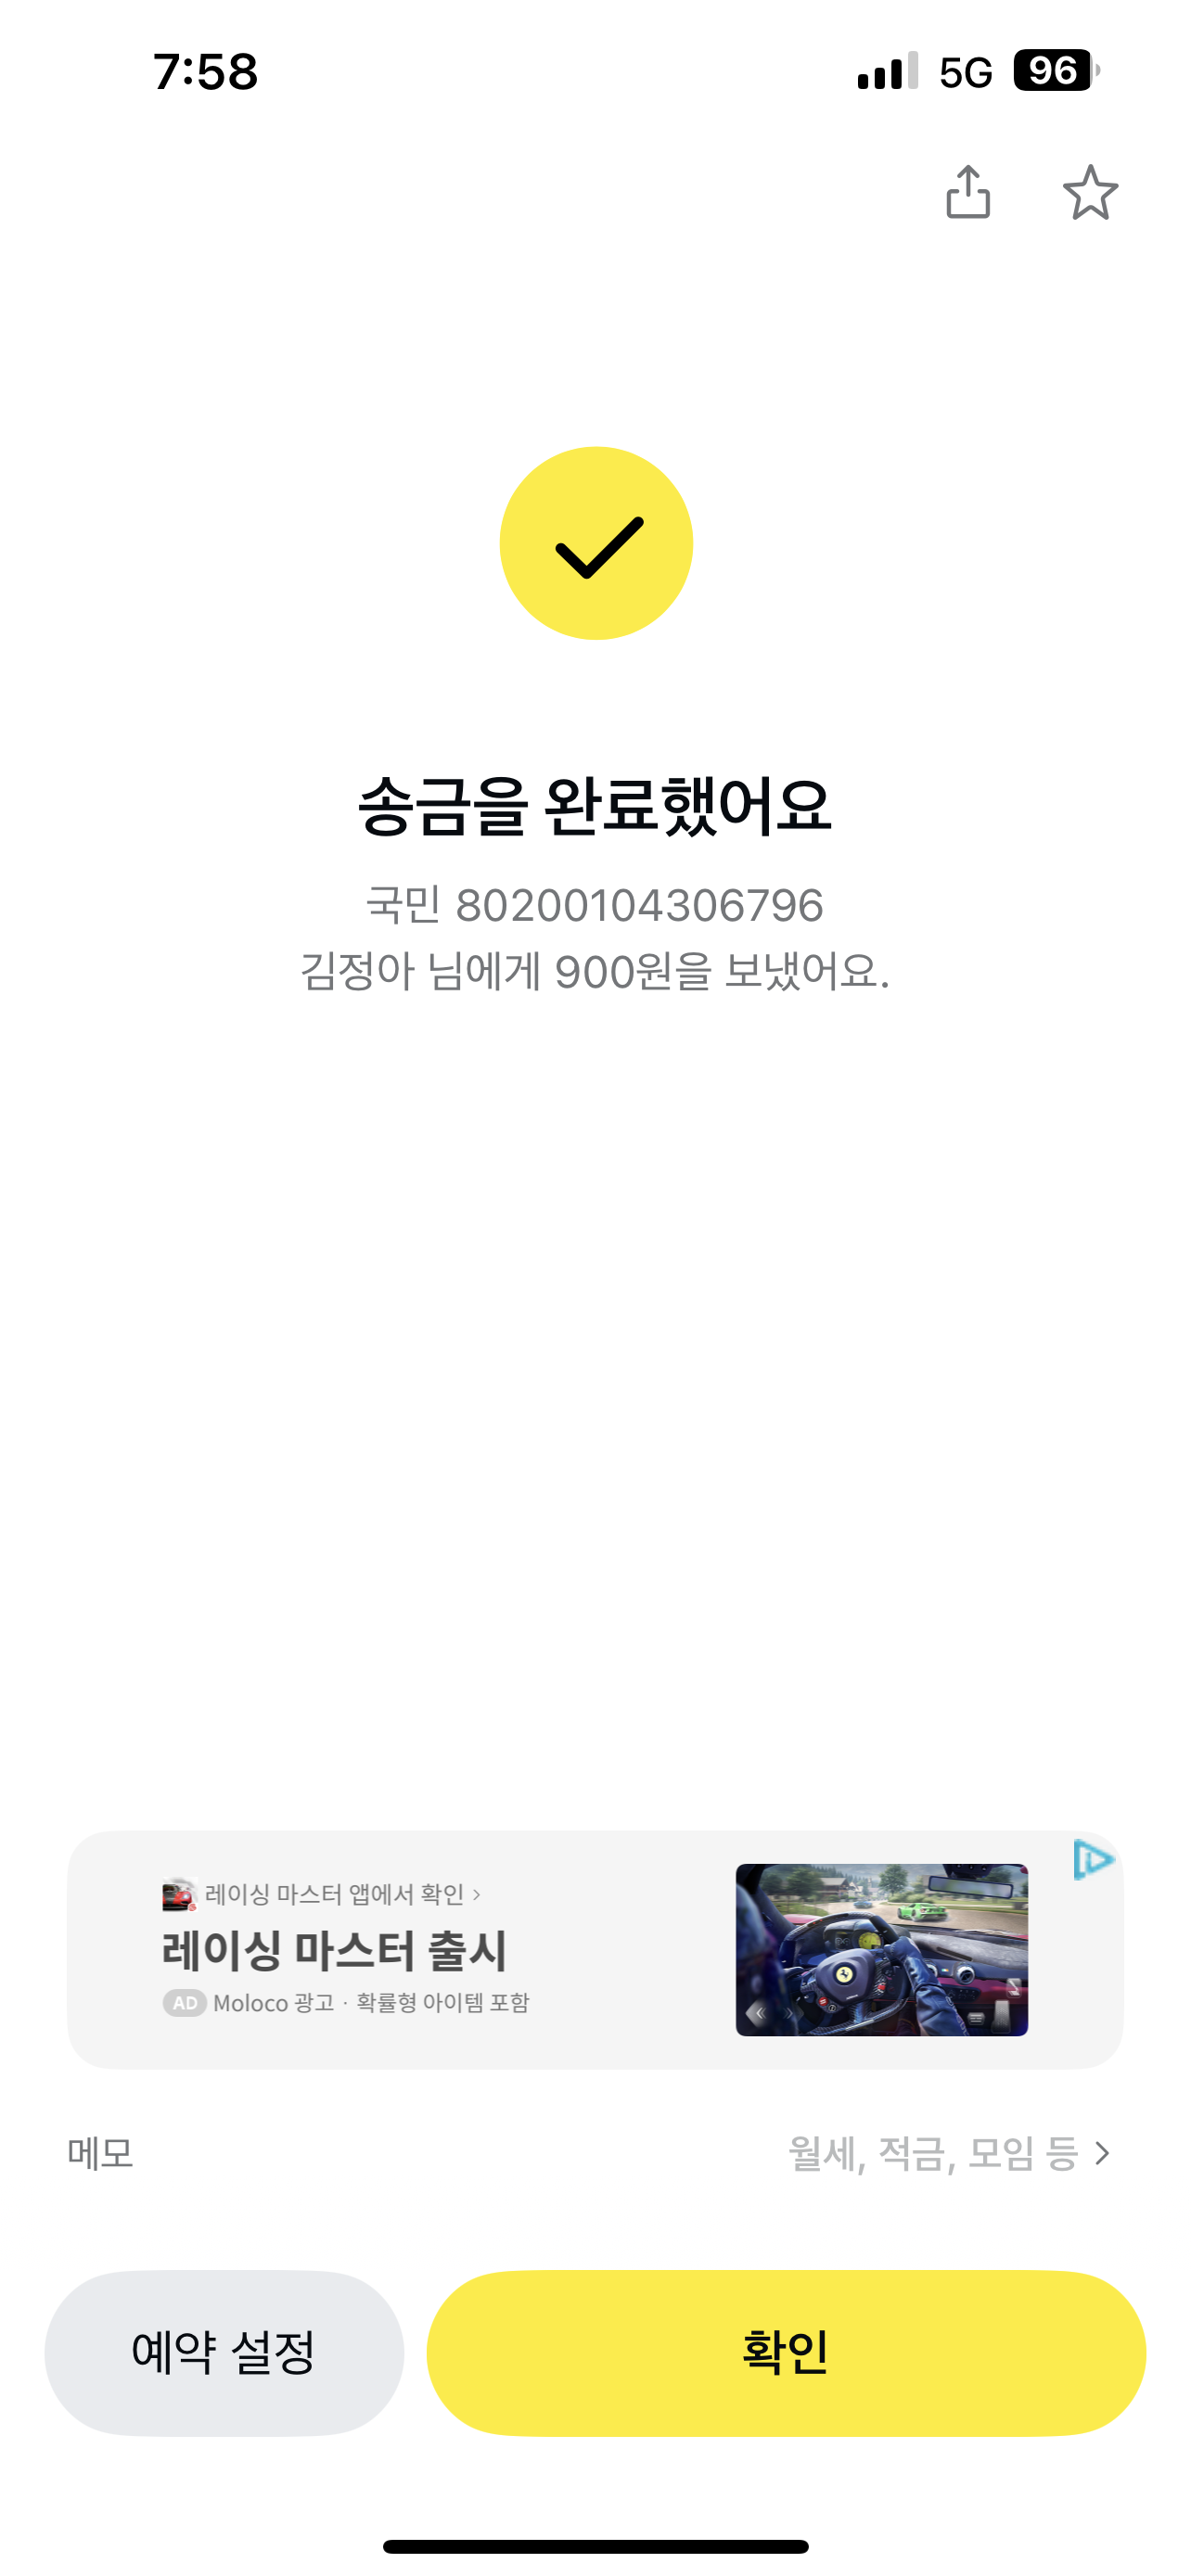 7:58 5G 96
송금을 완료했어요
국민 80200104306796
김정아 님에게 900원을 보냈어요.
레이싱 마스터 앱에서 확인 ›
레이싱 마스터 출시
AD Moloco 광고 · 확률형 아이템 포함
메모 월세, 적금, 모임 등
예약 설정 확인